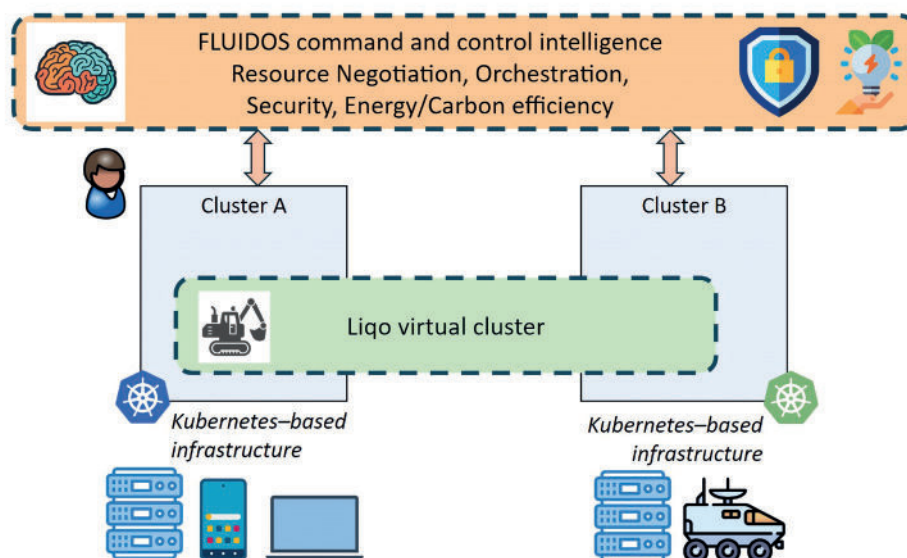 FLUIDOS command and control intelligence
Resource Negotiation, Orchestration,
Security, Energy/Carbon efficiency
Cluster A
Cluster B
Liqo virtual cluster
Kubernetes–based
infrastructure
Kubernetes–based
infrastructure